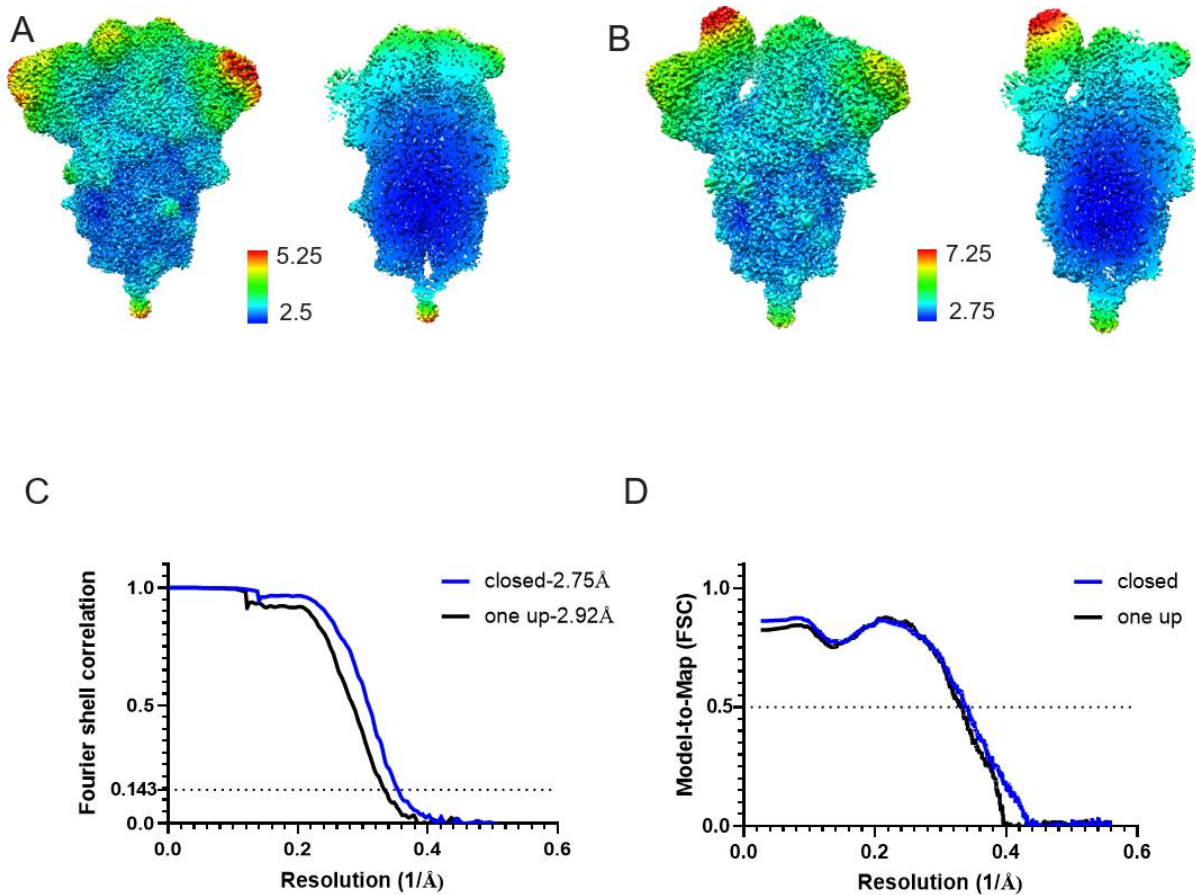 A
B
5.25
2.5
7.25
2.75
C
Fourier shell correlation
1.0
0.5
0.143
0.0
closed-2.75Å
one up-2.92Å
0.0 0.2 0.4 0.6
Resolution (1/Å)
D
Model-to-Map (FSC)
1.0
0.5
0.0
closed
one up
0.0 0.2 0.4 0.6
Resolution (1/Å)